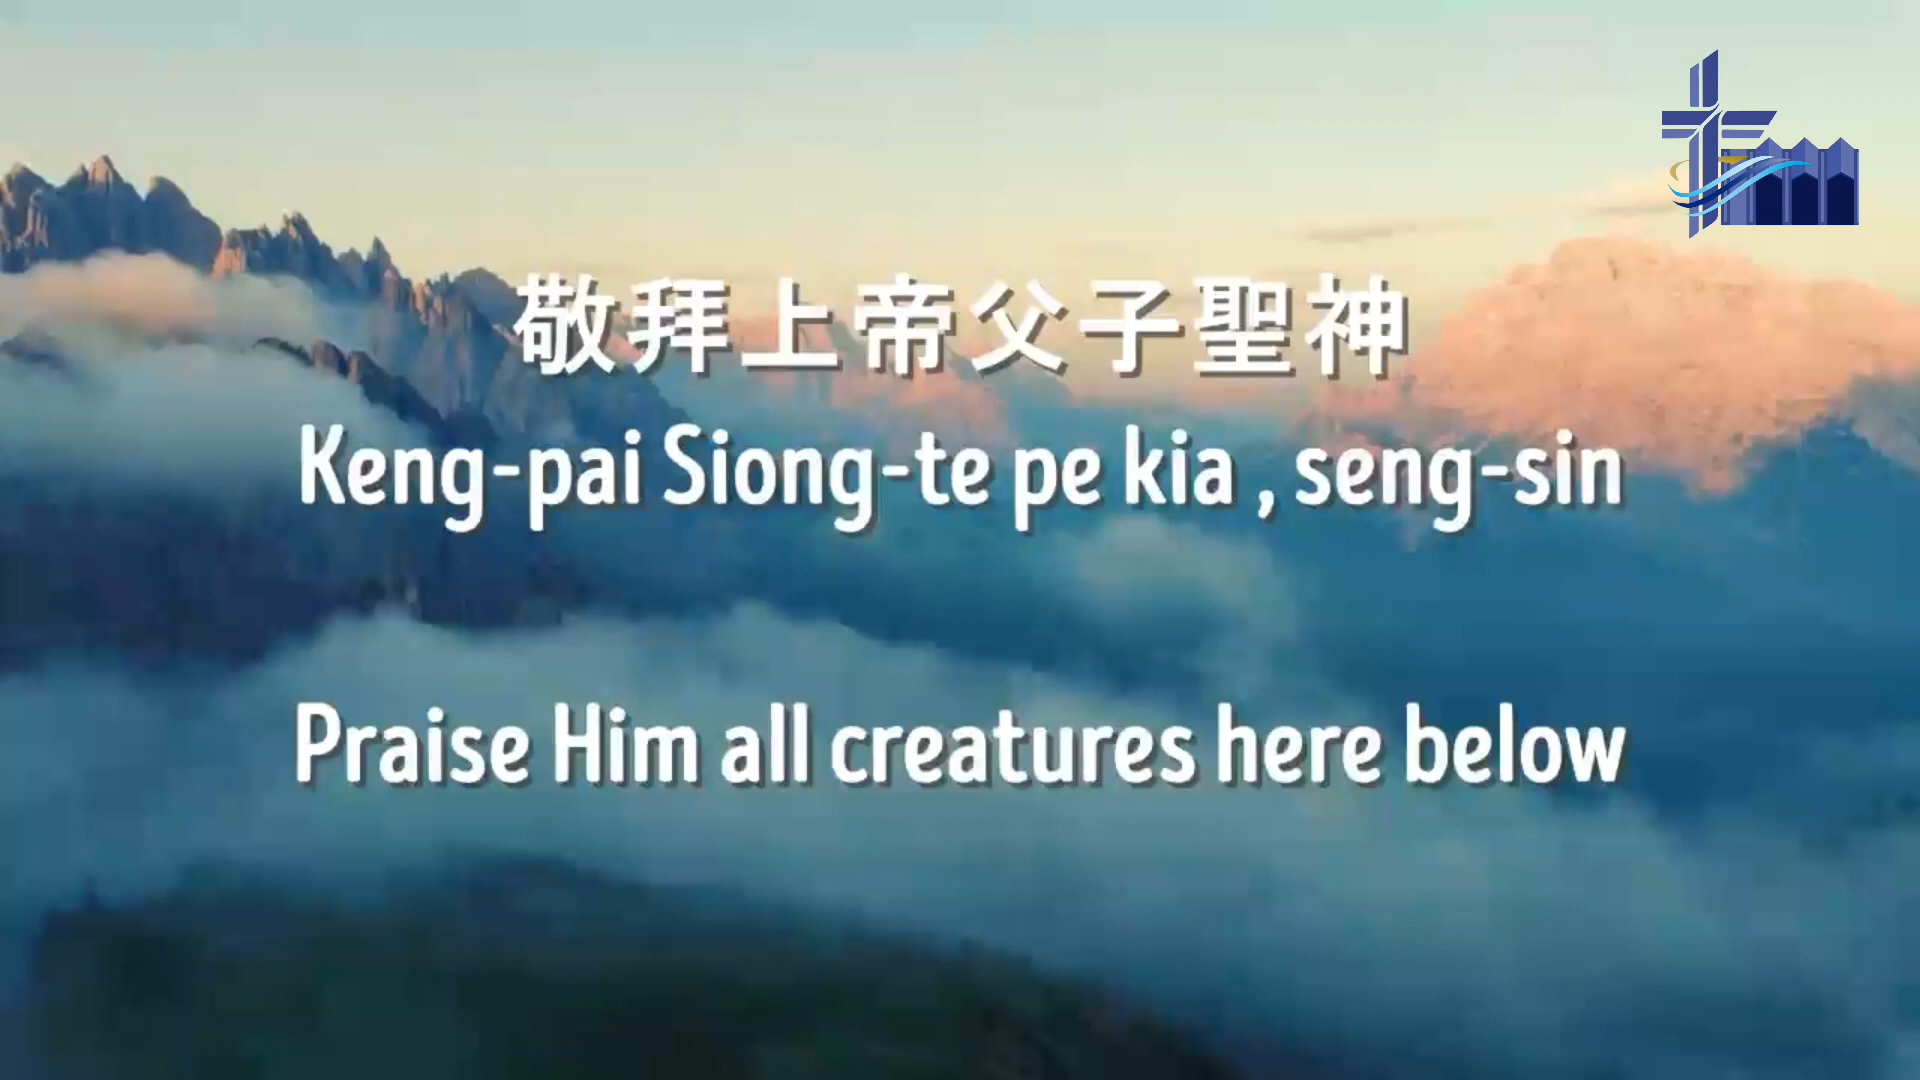 敬拜上帝父子聖神
Keng-pai Siong-te pe kia , seng-sin
Praise Him all creatures here below